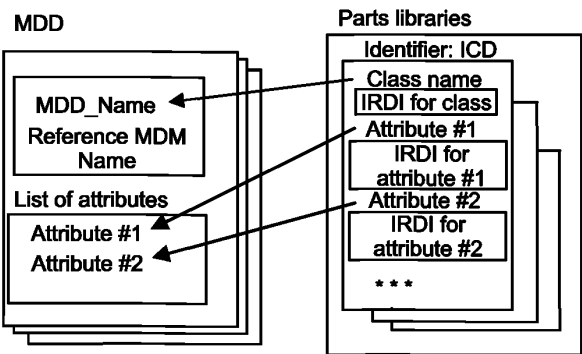 MDD
MDD_Name
Reference MDM
Name
List of attributes
Attribute #1
Attribute #2
Parts libraries
Identifier: ICD
Class name
IRDI for class
Attribute #1
IRDI for
attribute #1
Attribute #2
IRDI for
attribute #2
* * *